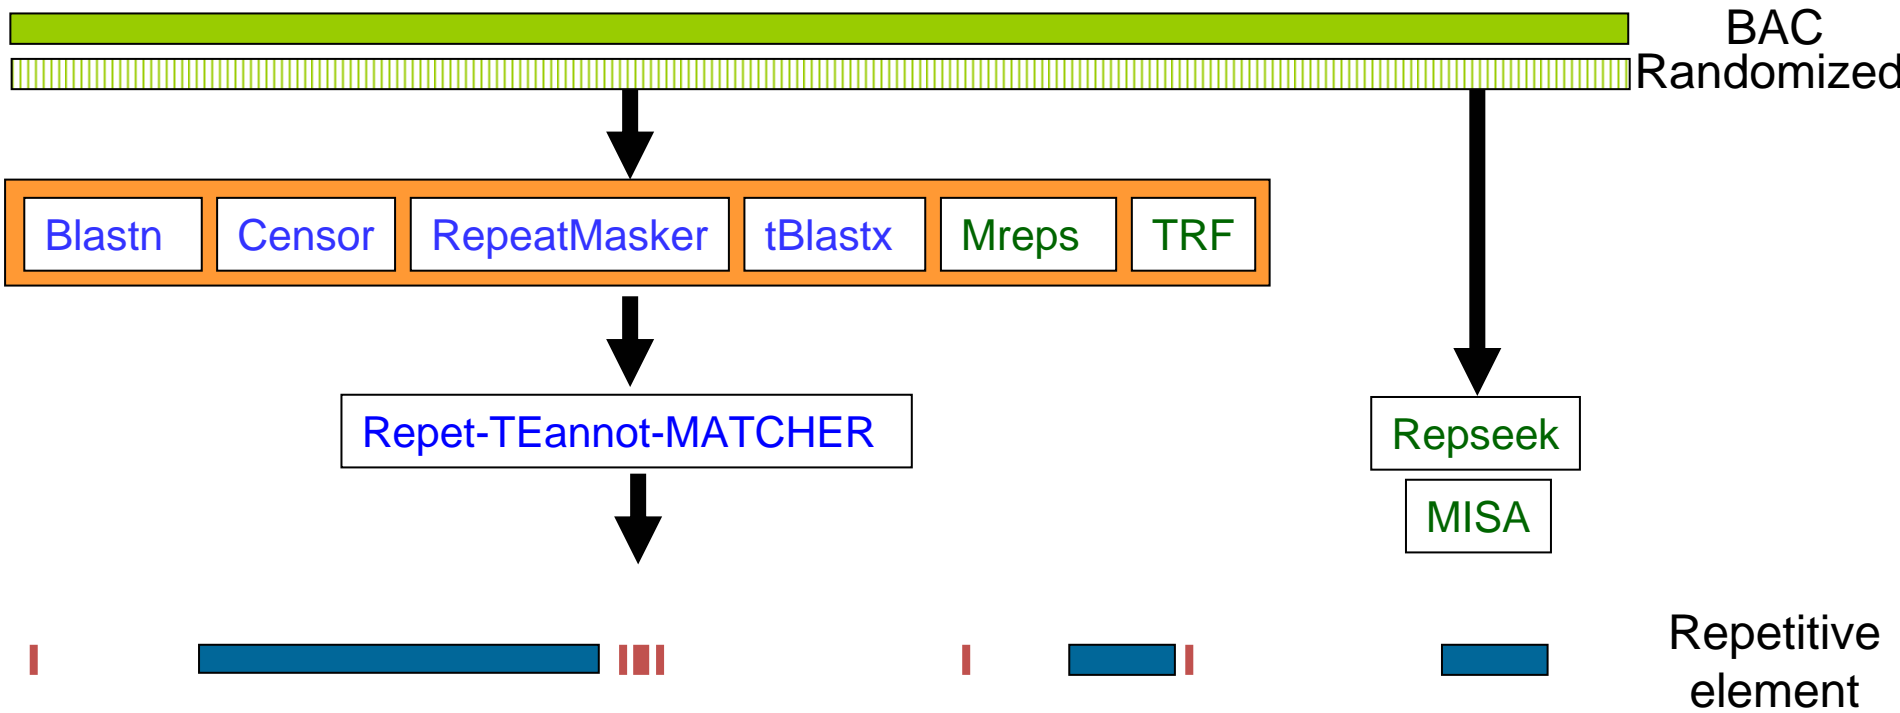 BAC
Randomized
Blastn Censor RepeatMasker tBlastx Mreps TRF
Repet-TEannot-MATCHER
Repseek
MISA
Repetitive
element